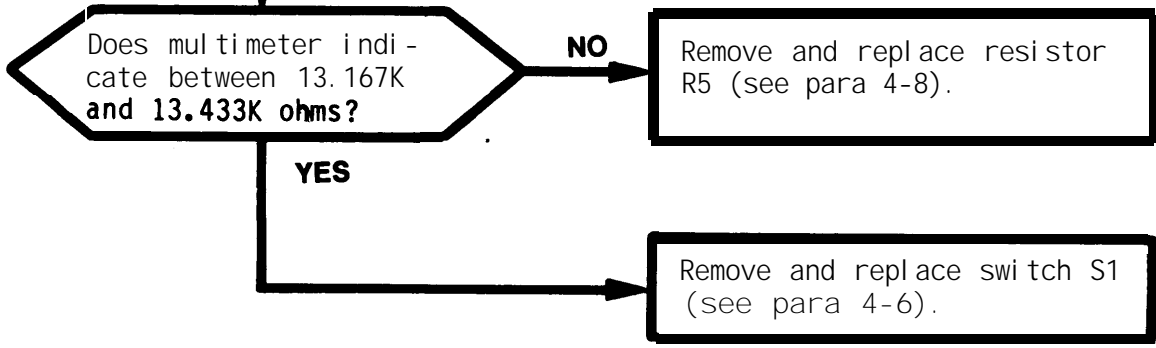 Does multimeter indi-
cate between 13.167K
and 13.433K ohms?
NO
Remove and replace resistor
R5 (see para 4-8).
YES
Remove and replace switch S1
(see para 4-6).